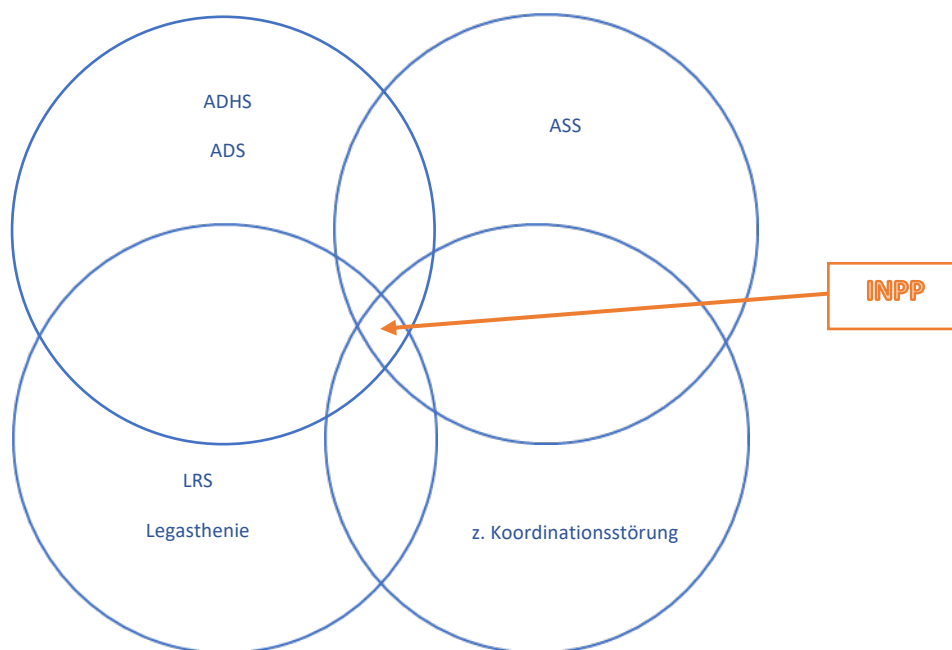 ADHS
ADS
ASS
INPP
LRS
Legasthenie
z. Koordinationsstörung